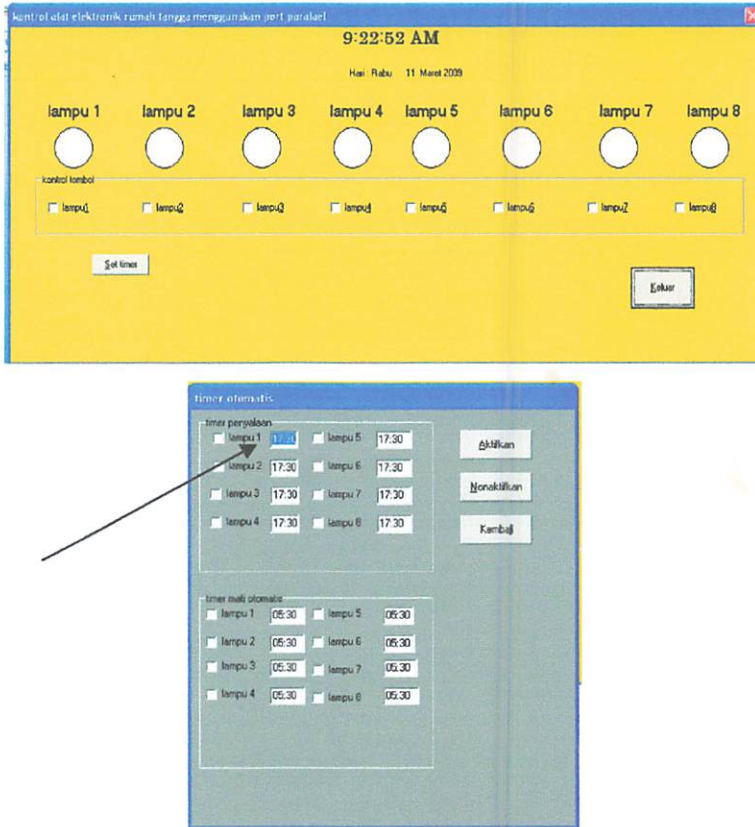 kontrol alat elektronik rumah tangga menggunakan port paralael
9:22:52 AM
Hari : Rabu 11 Maret 2009
lampu 1 lampu 2 lampu 3 lampu 4 lampu 5 lampu 6 lampu 7 lampu 8
kontrol tombol
lampu1 lampu2 lampu3 lampu4 lampu5 lampu6 lampu7 lampu8
Set timer
Keluar
timer otomatis
timer penyalaan
lampu 1 17:30 lampu 5 17:30
Aktifkan
lampu 2 17:30 lampu 6 17:30
Nonaktifkan
lampu 3 17:30 lampu 7 17:30
lampu 4 17:30 lampu 8 17:30
Kembali
timer mati otomatis
lampu 1 05:30 lampu 5 05:30
lampu 2 05:30 lampu 6 05:30
lampu 3 05:30 lampu 7 05:30
lampu 4 05:30 lampu 8 05:30